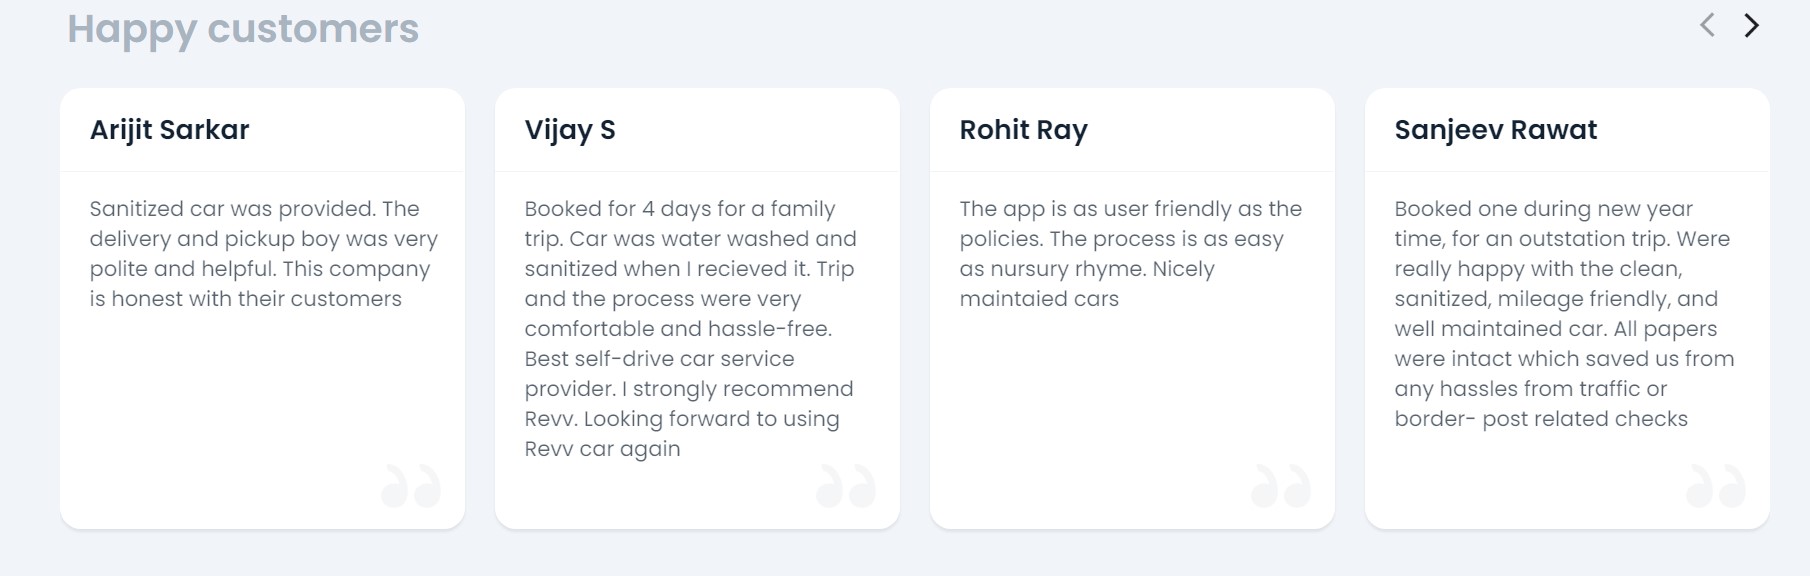 Happy customers
Arijit Sarkar
Sanitized car was provided. The
delivery and pickup boy was very
polite and helpful. This company
is honest with their customers
Vijay S
Booked for 4 days for a family
trip. Car was water washed and
sanitized when I recieved it. Trip
and the process were very
comfortable and hassle-free.
Best self-drive car service
provider. I strongly recommend
Revv. Looking forward to using
Revv car again
Rohit Ray
The app is as user friendly as the
policies. The process is as easy
as nursury rhyme. Nicely
maintaied cars
Sanjeev Rawat
Booked one during new year
time, for an outstation trip. Were
really happy with the clean,
sanitized, mileage friendly, and
well maintained car. All papers
were intact which saved us from
any hassles from traffic or
border- post related checks